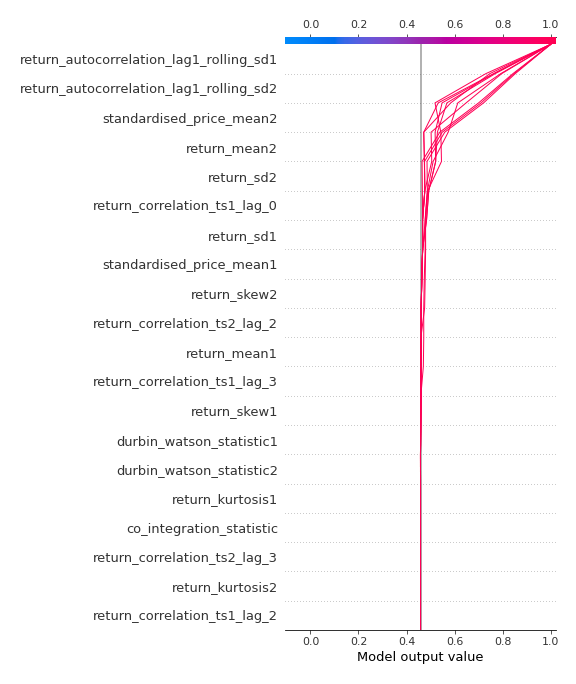 0.0 0.2 0.4 0.6 0.8 1.0
return_autocorrelation_lag1_rolling_sd1
return_autocorrelation_lag1_rolling_sd2
standardised_price_mean2
return_mean2
return_sd2
return_correlation_ts1_lag_0
return_sd1
standardised_price_mean1
return_skew2
return_correlation_ts2_lag_2
return_mean1
return_correlation_ts1_lag_3
return_skew1
durbin_watson_statistic1
durbin_watson_statistic2
return_kurtosis1
co_integration_statistic
return_correlation_ts2_lag_3
return_kurtosis2
return_correlation_ts1_lag_2
0.0 0.2 0.4 0.6 0.8 1.0
Model output value